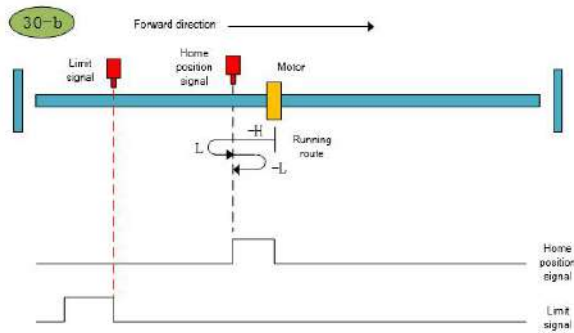 30-b
Forward direction
Limit
signal
Home
position
signal
Motor
-H
L
Running
route
-L
Home
position
signal
Limit
signal